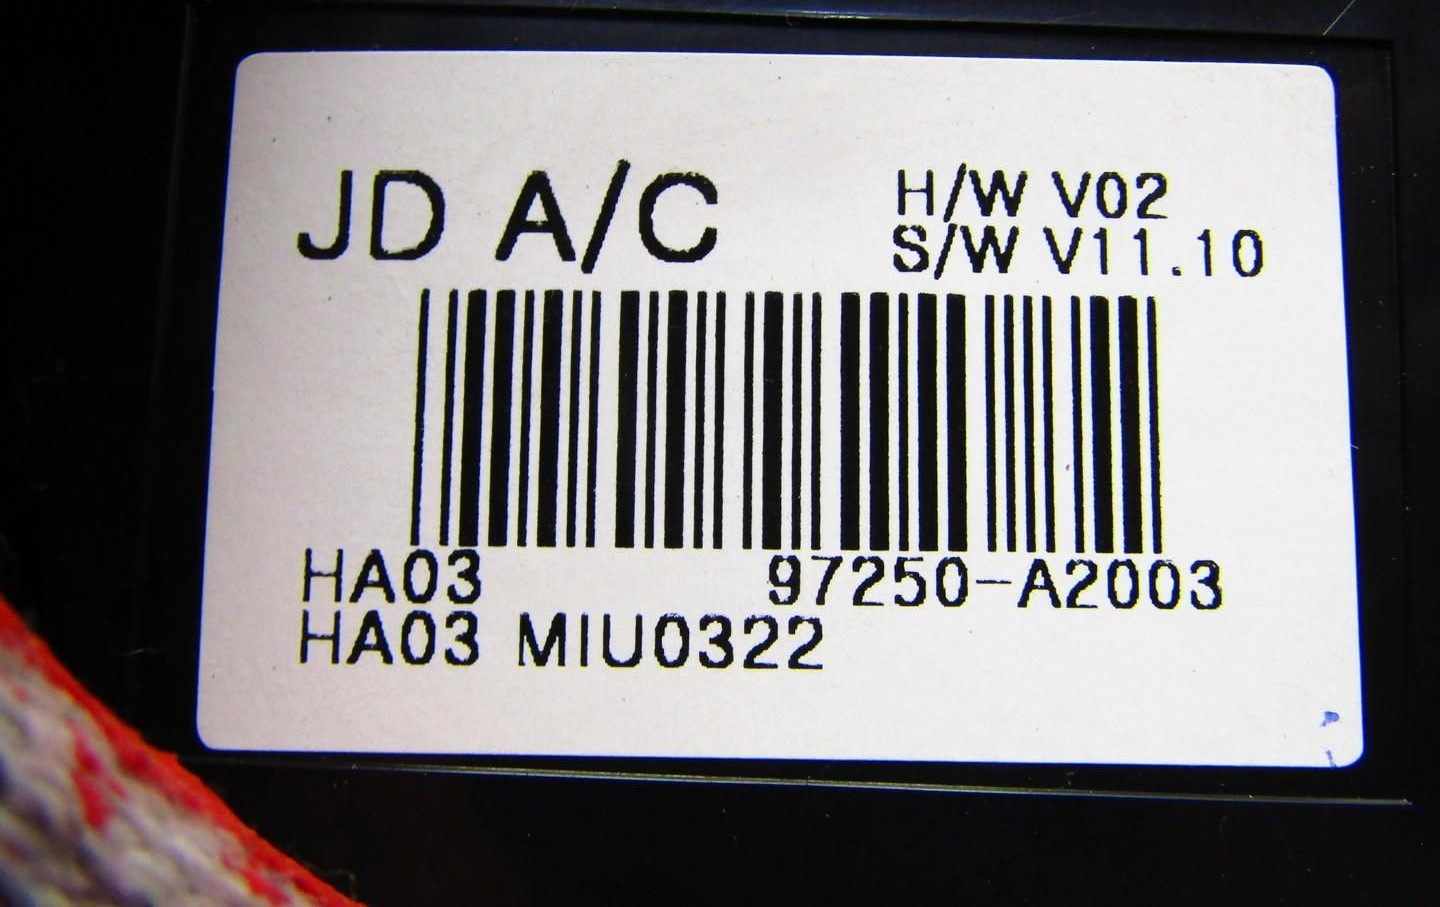 JD A/C
H/W V02
S/W V11.10
HA03 97250-A2003
HA03 MIU0322